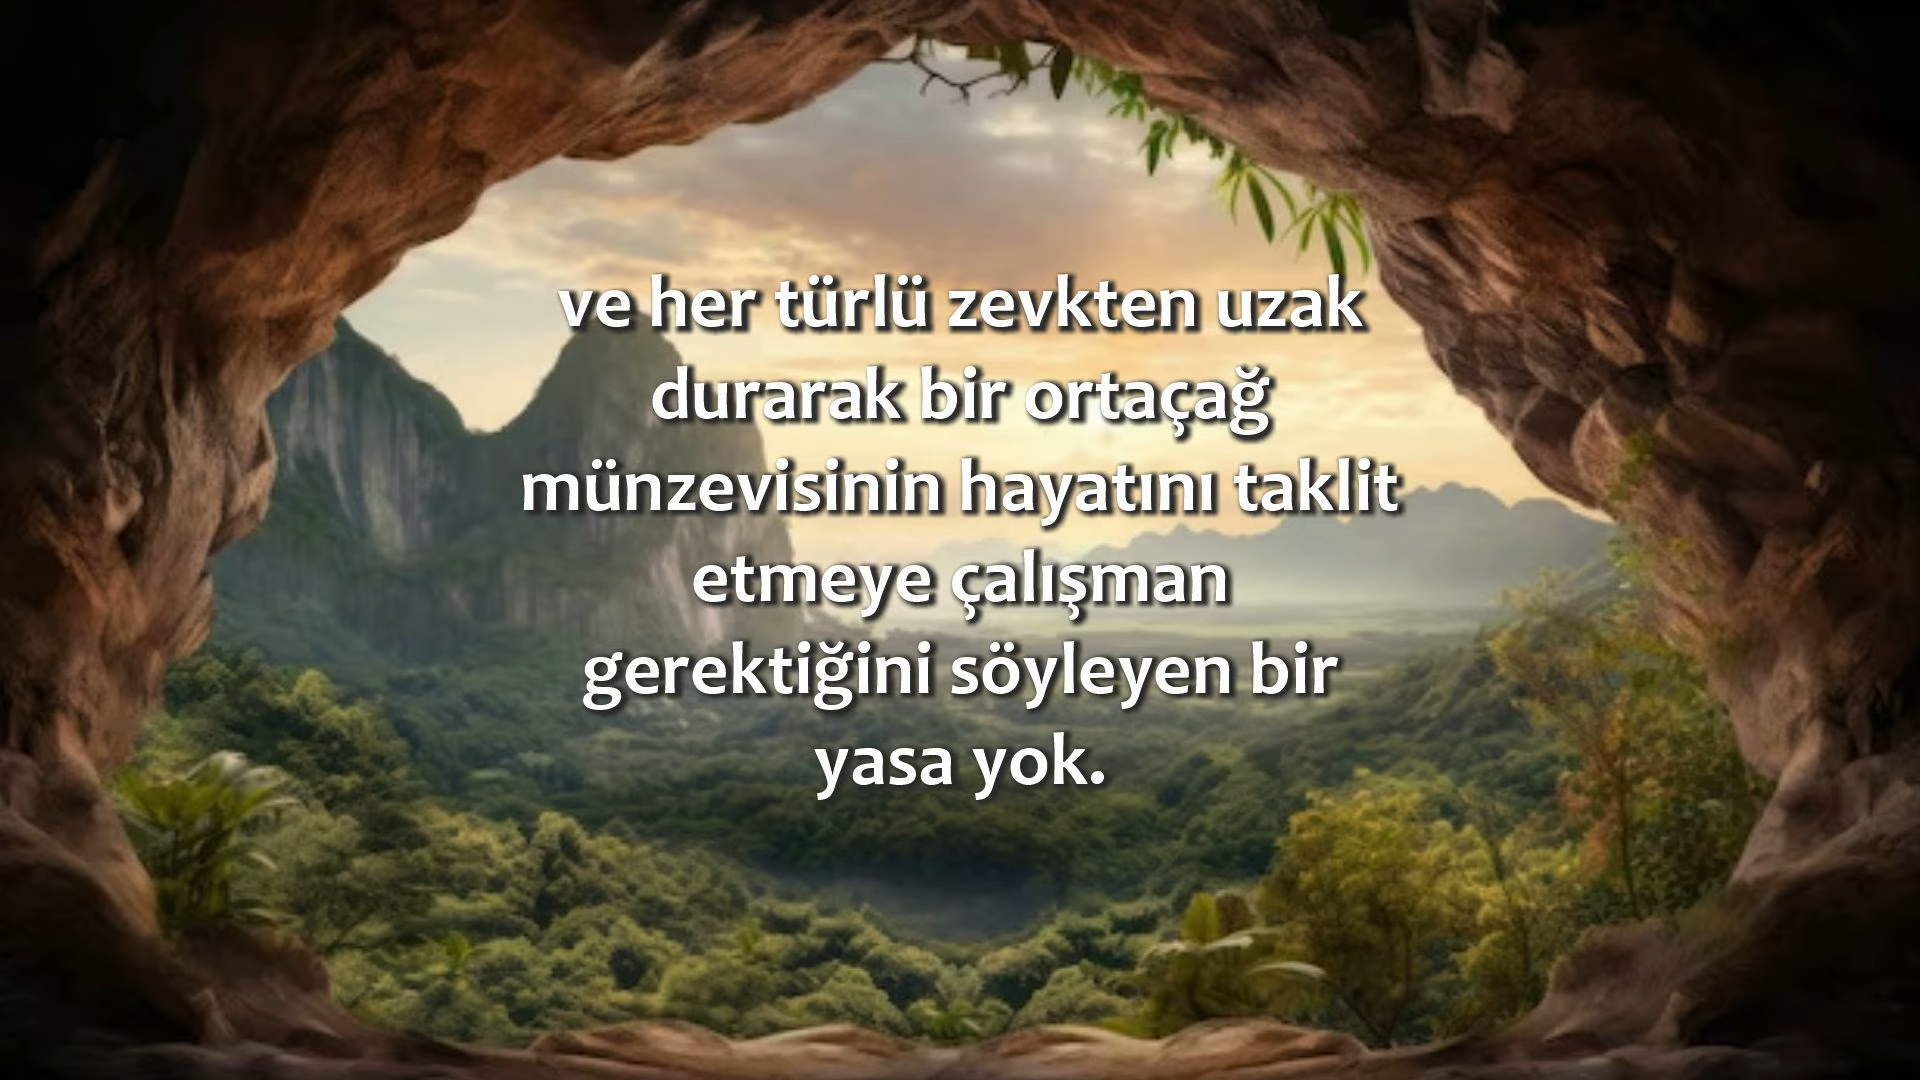 ve her türlü zevkten uzak
durarak bir ortaçağ
münzevisinin hayatını taklit
etmeye çalışman
gerektiğini söyleyen bir
yasa yok.